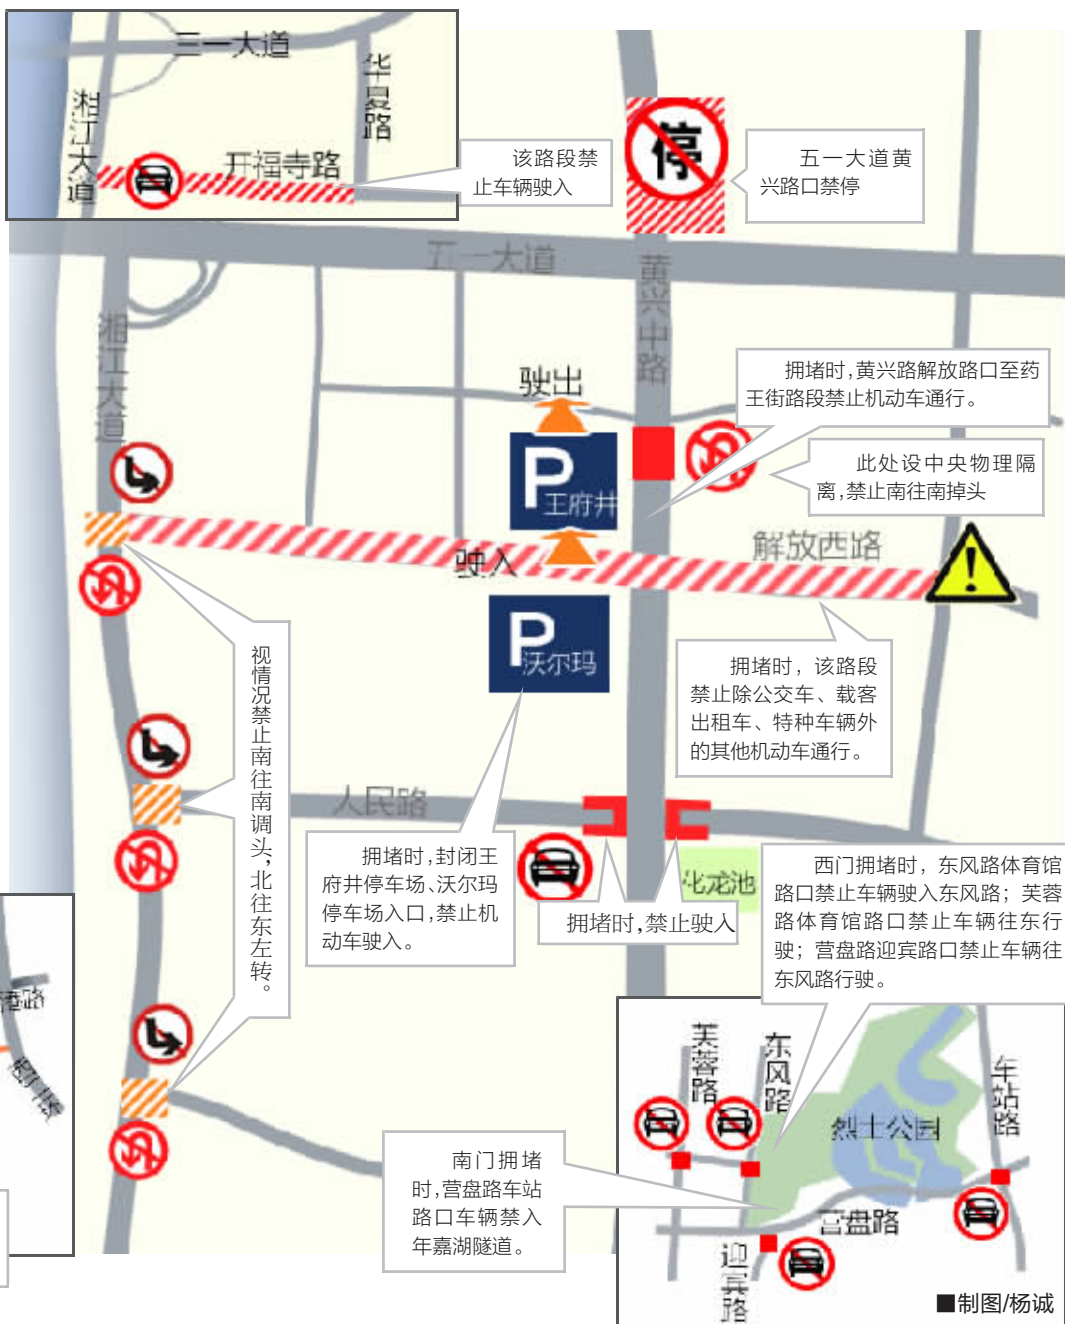 三一大道
华夏路
湘江大道
开福寺路
该路段禁
止车辆驶入
停
五一大道黄
兴路口禁停
五一大道
黄兴中路
湘江大道
驶出
拥堵时,黄兴路解放路口至药
王街路段禁止机动车通行。
P
王府井
此处设中央物理隔
离,禁止南往南掉头
解放西路
驶入
P
沃尔玛
视情况禁止南往南调头,北往东左转。
拥堵时，该路段
禁止除公交车、载客
出租车、特种车辆外
的其他机动车通行。
人民路
拥堵时,封闭王
府井停车场、沃尔玛
停车场入口,禁止机
动车驶入。
化龙池
拥堵时,禁止驶入
西门拥堵时，东风路体育馆
路口禁止车辆驶入东风路；芙蓉
路体育馆路口禁止车辆往东行
驶；营盘路迎宾路口禁止车辆往
东风路行驶。
芙蓉路
东风路
车站路
烈士公园
南门拥堵
时,营盘路车站
路口车辆禁入
年嘉湖隧道。
营盘路
迎宾路
■制图/杨诚